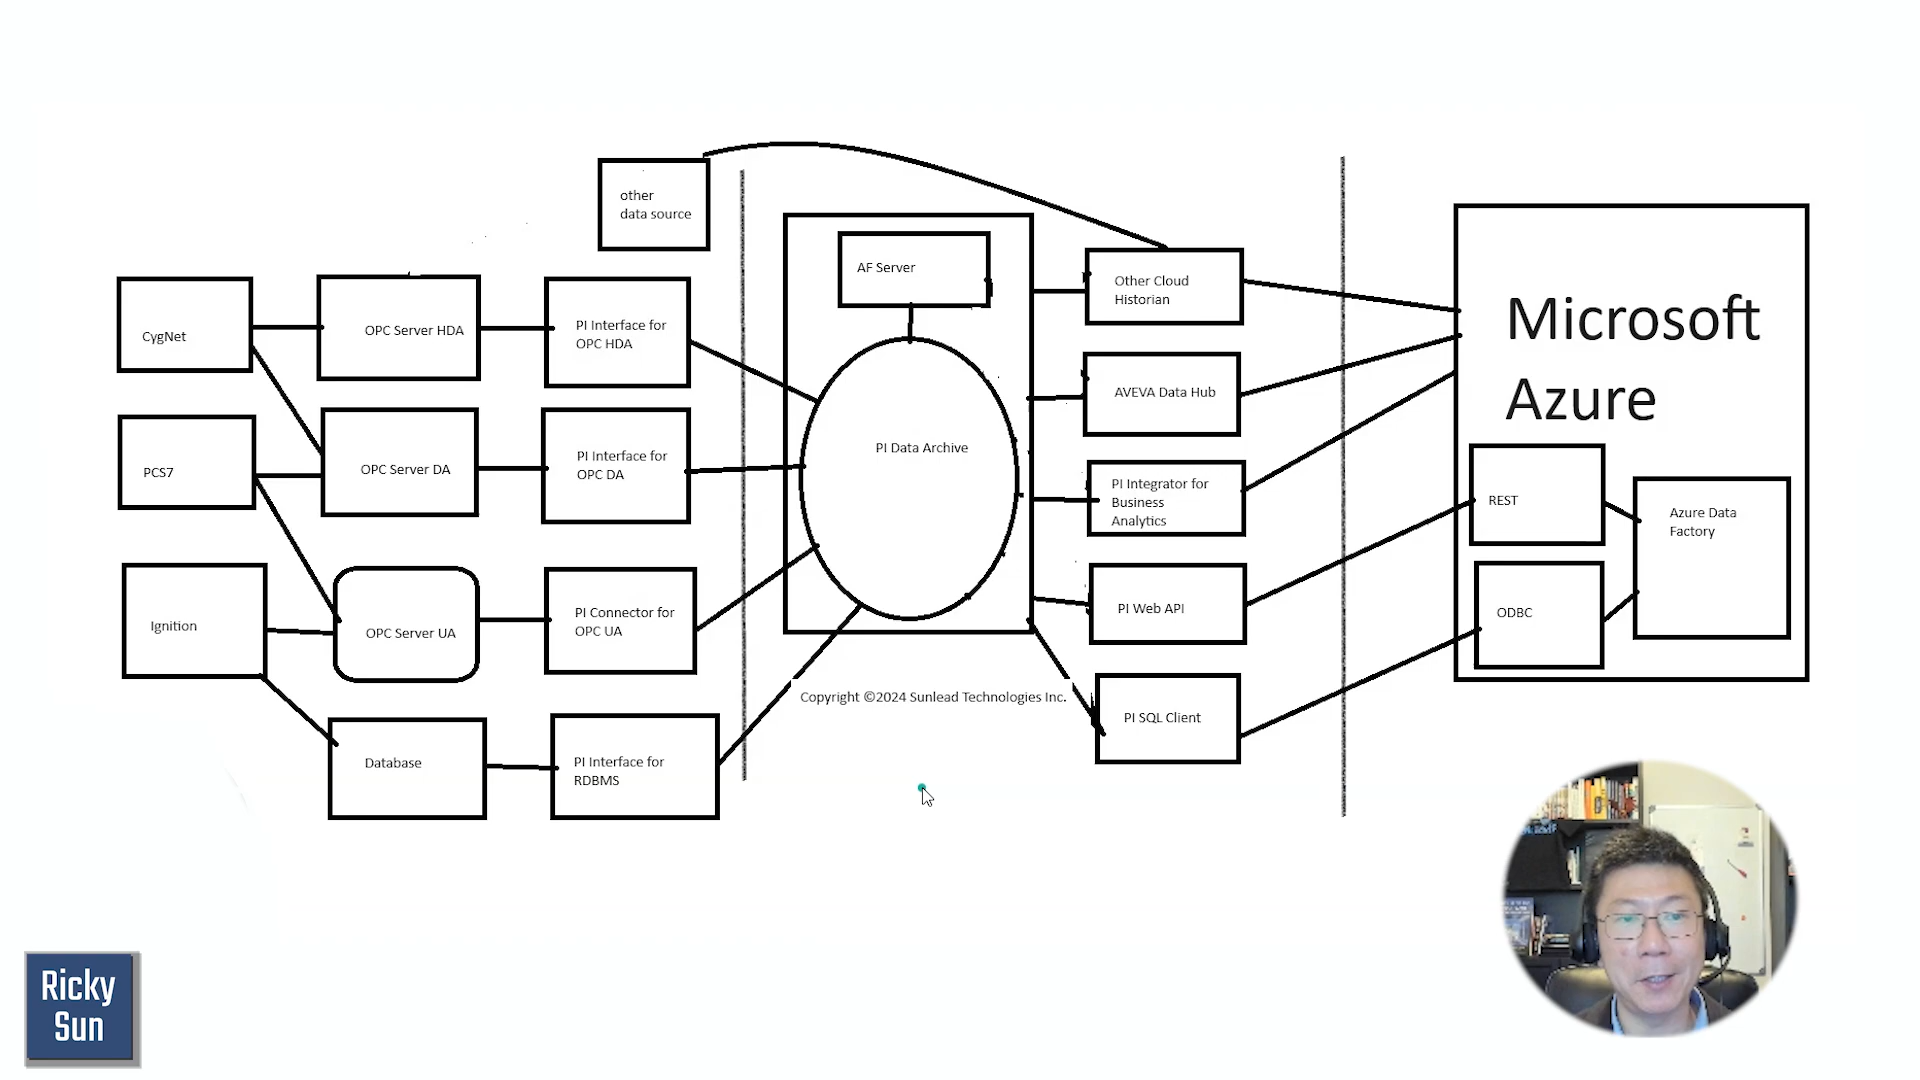 other
data source
AF Server
Other Cloud
Historian
Microsoft
Azure
CygNet
OPC Server HDA
PI Interface for
OPC HDA
AVEVA Data Hub
PI Data Archive
PCS7
OPC Server DA
PI Interface for
OPC DA
PI Integrator for
Business
Analytics
REST
Azure Data
Factory
Ignition
OPC Server UA
PI Connector for
OPC UA
PI Web API
ODBC
Copyright ©2024 Sunlead Technologies Inc.
PI SQL Client
Database
PI Interface for
RDBMS
Ricky
Sun